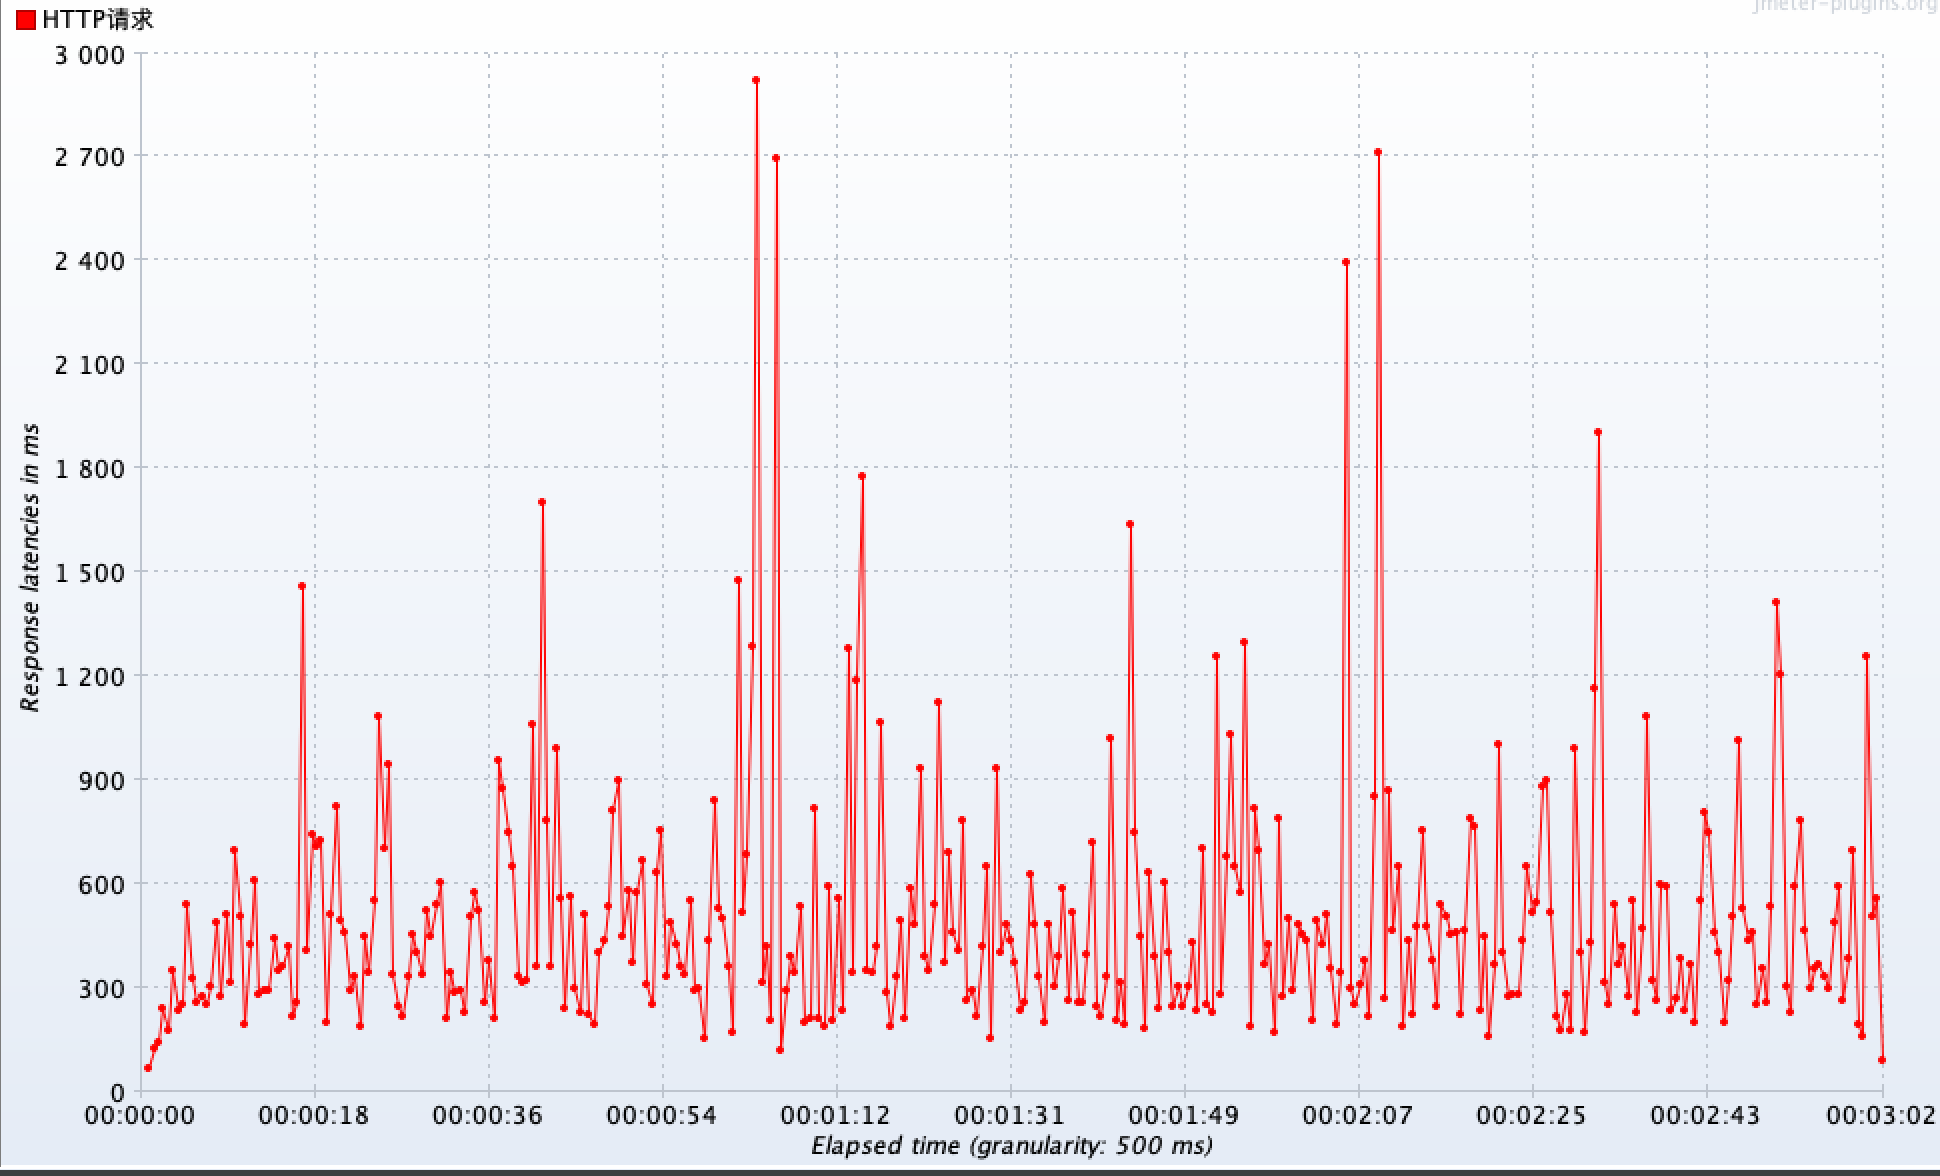 jmeter-plugins.org
HTTP请求
3 000
2 700
2 400
2 100
1 800
1 500
1 200
900
600
300
0
Response latencies in ms
00:00:00 00:00:18 00:00:36 00:00:54 00:01:12 00:01:31 00:01:49 00:02:07 00:02:25 00:02:43 00:03:02
Elapsed time (granularity: 500 ms)